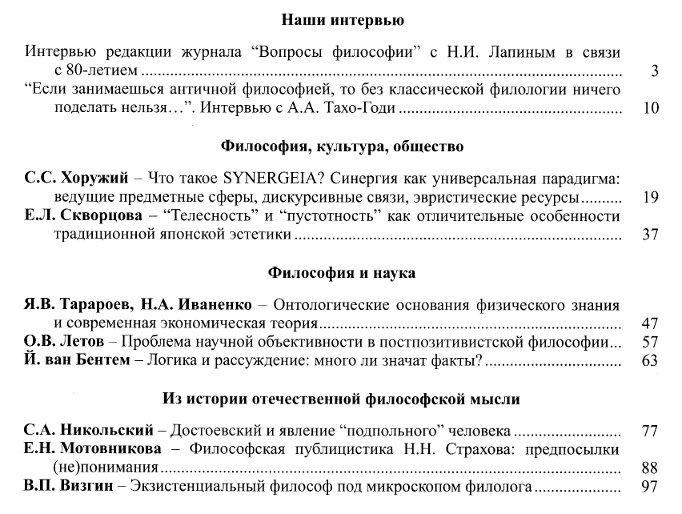 Наши интервью
Интервью редакции журнала “Вопросы философии” с Н.И. Лапиным в связи
с 80-летием 3
“Если занимаешься античной философией, то без классической филологии ничего
поделать нельзя…”. Интервью с А.А. Тахо-Годи 10
Философия, культура, общество
С.С. Хоружий – Что такое SYNERGEIA? Синергия как универсальная парадигма:
ведущие предметные сферы, дискурсивные связи, эвристические ресурсы 19
Е.Л. Скворцова – “Телесность” и “пустотность” как отличительные особенности
традиционной японской эстетики 37
Философия и наука
Я.В. Тарароев, Н.А. Иваненко – Онтологические основания физического знания
и современная экономическая теория 47
О.В. Летов – Проблема научной объективности в постпозитивистской философии... 57
Й. ван Бентем – Логика и рассуждение: много ли значат факты? 63
Из истории отечественной философской мысли
С.А. Никольский – Достоевский и явление “подпольного” человека 77
Е.Н. Мотовникова – Философская публицистика Н.Н. Страхова: предпосылки
(не)понимания 88
В.П. Визгин – Экзистенциальный философ под микроскопом филолога 97